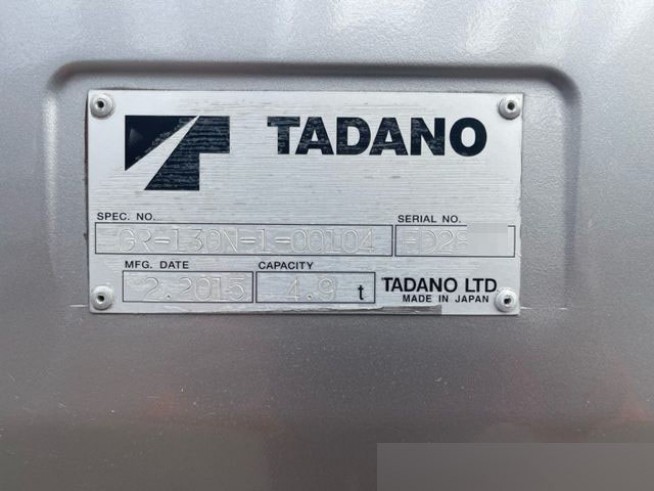 TADANO
SPEC. NO. SERIAL NO.
GR-130N-1-00104
MFG. DATE CAPACITY
2.2015 4.9 t TADANO LTD
MADE IN JAPAN